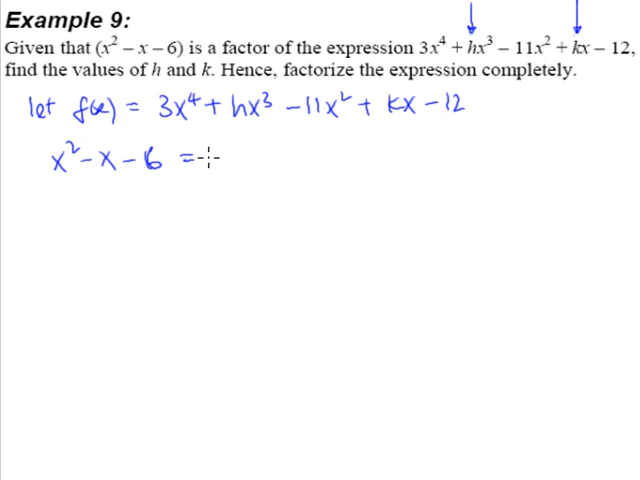 Example 9:
Given that (x² – x – 6) is a factor of the expression 3x⁴ + hx³ – 11x² + kx – 12,
find the values of h and k. Hence, factorize the expression completely.
let f(x) = 3x⁴ + hx³ – 11x² + kx – 12
x² – x – 6 =